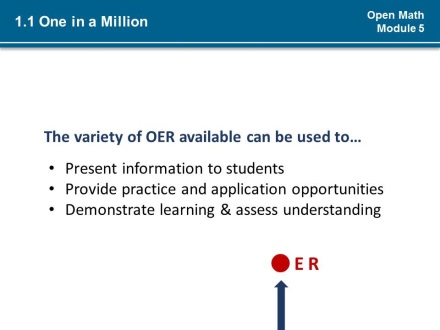 1.1 One in a Million
Open Math
Module 5
The variety of OER available can be used to…
• Present information to students
• Provide practice and application opportunities
• Demonstrate learning & assess understanding
E R